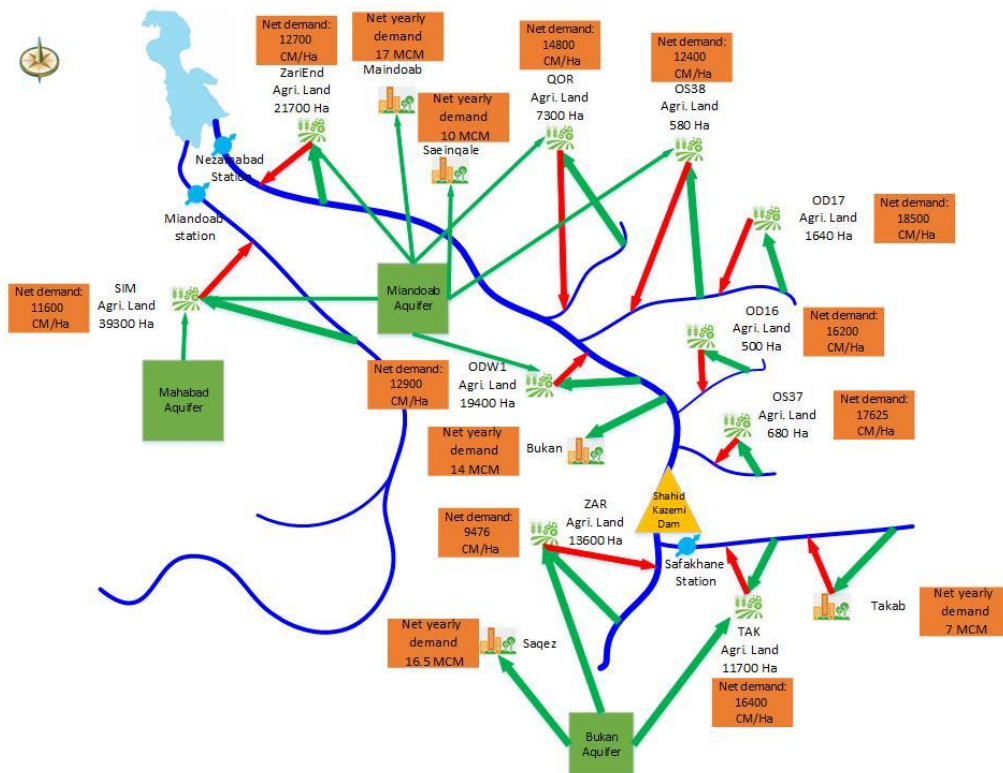 Net demand:
12700
CM/Ha
ZariEnd
Agri. Land
21700 Ha
Net yearly
demand
17 MCM
Maindoab
Net yearly
demand
10 MCM
Saeinqale
Net demand:
14800
CM/Ha
QOR
Agri. Land
7300 Ha
Net demand:
12400
CM/Ha
OS38
Agri. Land
580 Ha
Nezamabad
Station
Miandoab
station
OD17
Agri. Land
1640 Ha
Net demand:
18500
CM/Ha
Net demand:
11600
CM/Ha
SIM
Agri. Land
39300 Ha
Miandoab
Aquifer
OD16
Agri. Land
500 Ha
Net demand:
16200
CM/Ha
Mahabad
Aquifer
Net demand:
12900
CM/Ha
ODW1
Agri. Land
19400 Ha
OS37
Agri. Land
680 Ha
Net demand:
17625
CM/Ha
Net yearly
demand
14 MCM
Bukan
Shahid
Kazemi
Dam
Net demand:
9476
CM/Ha
ZAR
Agri. Land
13600 Ha
Safakhane
Station
Net yearly
demand
16.5 MCM
Saqez
TAK
Agri. Land
11700 Ha
Net demand:
16400
CM/Ha
Takab
Net yearly
demand
7 MCM
Bukan
Aquifer